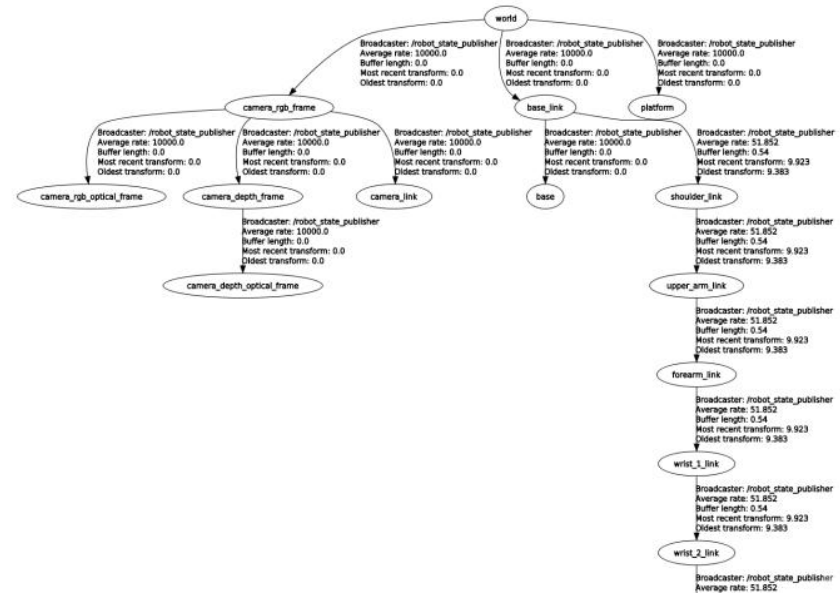 world
Broadcaster: /robot_state_publisher
Average rate: 10000.0
Buffer length: 0.0
Most recent transform: 0.0
Oldest transform: 0.0
Broadcaster: /robot_state_publisher
Average rate: 10000.0
Buffer length: 0.0
Most recent transform: 0.0
Oldest transform: 0.0
Broadcaster: /robot_state_publisher
Average rate: 10000.0
Buffer length: 0.0
Most recent transform: 0.0
Oldest transform: 0.0
camera_rgb_frame
base_link
platform
Broadcaster: /robot_state_publisher
Average rate: 10000.0
Buffer length: 0.0
Most recent transform: 0.0
Oldest transform: 0.0
Broadcaster: /robot_state_publisher
Average rate: 10000.0
Buffer length: 0.0
Most recent transform: 0.0
Oldest transform: 0.0
Broadcaster: /robot_state_publisher
Average rate: 10000.0
Buffer length: 0.0
Most recent transform: 0.0
Oldest transform: 0.0
Broadcaster: /robot_state_publisher
Average rate: 10000.0
Buffer length: 0.0
Most recent transform: 0.0
Oldest transform: 0.0
Broadcaster: /robot_state_publisher
Average rate: 51.852
Buffer length: 0.54
Most recent transform: 9.923
Oldest transform: 9.383
camera_rgb_optical_frame
camera_depth_frame
camera_link
base
shoulder_link
Broadcaster: /robot_state_publisher
Average rate: 10000.0
Buffer length: 0.0
Most recent transform: 0.0
Oldest transform: 0.0
Broadcaster: /robot_state_publisher
Average rate: 51.852
Buffer length: 0.54
Most recent transform: 9.923
Oldest transform: 9.383
camera_depth_optical_frame
upper_arm_link
Broadcaster: /robot_state_publisher
Average rate: 51.852
Buffer length: 0.54
Most recent transform: 9.923
Oldest transform: 9.383
forearm_link
Broadcaster: /robot_state_publisher
Average rate: 51.852
Buffer length: 0.54
Most recent transform: 9.923
Oldest transform: 9.383
wrist_1_link
Broadcaster: /robot_state_publisher
Average rate: 51.852
Buffer length: 0.54
Most recent transform: 9.923
Oldest transform: 9.383
wrist_2_link
Broadcaster: /robot_state_publisher
Average rate: 51.852